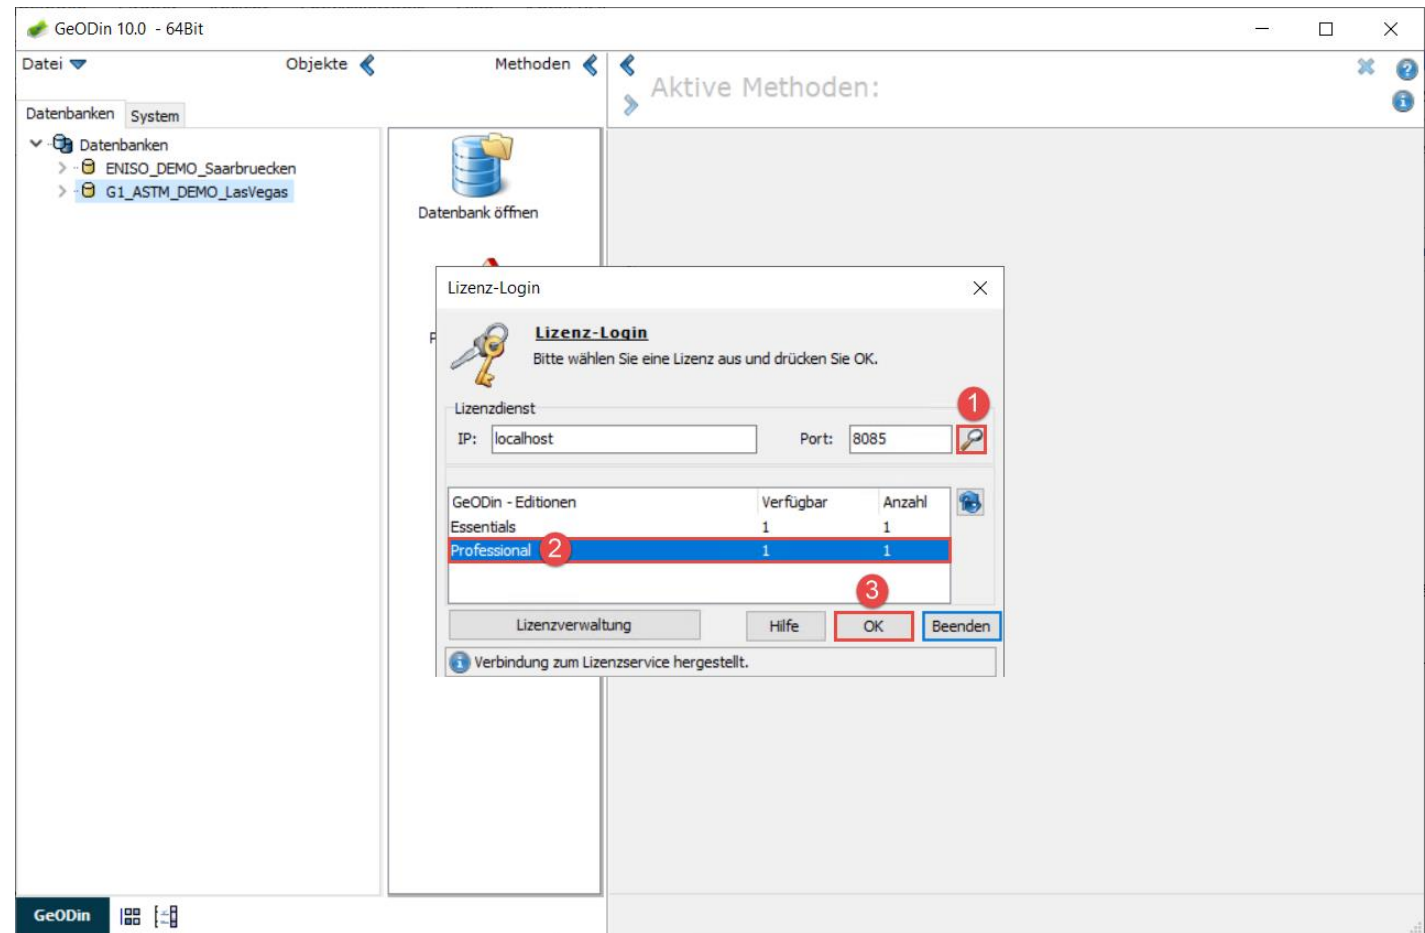 GeODin 10.0 - 64Bit
Datei Objekte Methoden
Aktive Methoden:
Datenbanken System
Datenbanken
ENISO_DEMO_Saarbruecken
G1_ASTM_DEMO_LasVegas
Datenbank öffnen
Lizenz-Login
Lizenz-Login
Bitte wählen Sie eine Lizenz aus und drücken Sie OK.
Lizenzdienst
1
IP: localhost Port: 8085
GeODin - Editionen Verfügbar Anzahl
Essentials 1 1
Professional 2 1 1
3
Lizenzverwaltung Hilfe OK Beenden
Verbindung zum Lizenzservice hergestellt.
GeODin